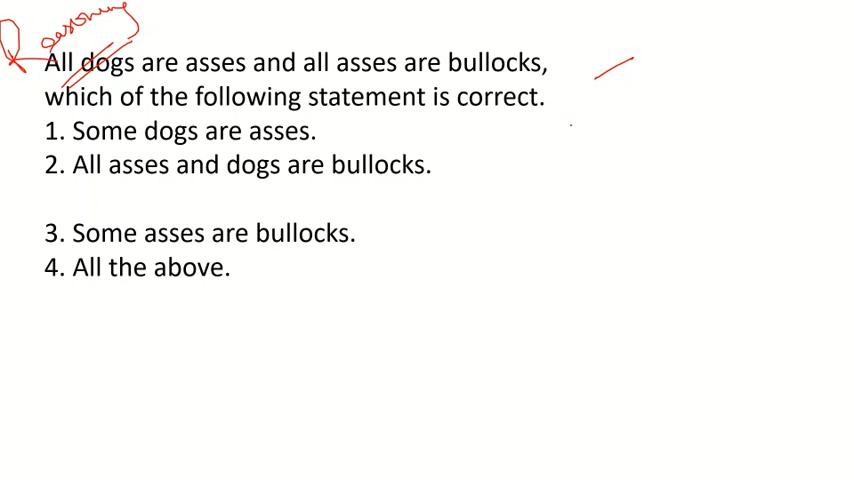 Reasoning
All dogs are asses and all asses are bullocks,
which of the following statement is correct.
1. Some dogs are asses.
2. All asses and dogs are bullocks.
3. Some asses are bullocks.
4. All the above.